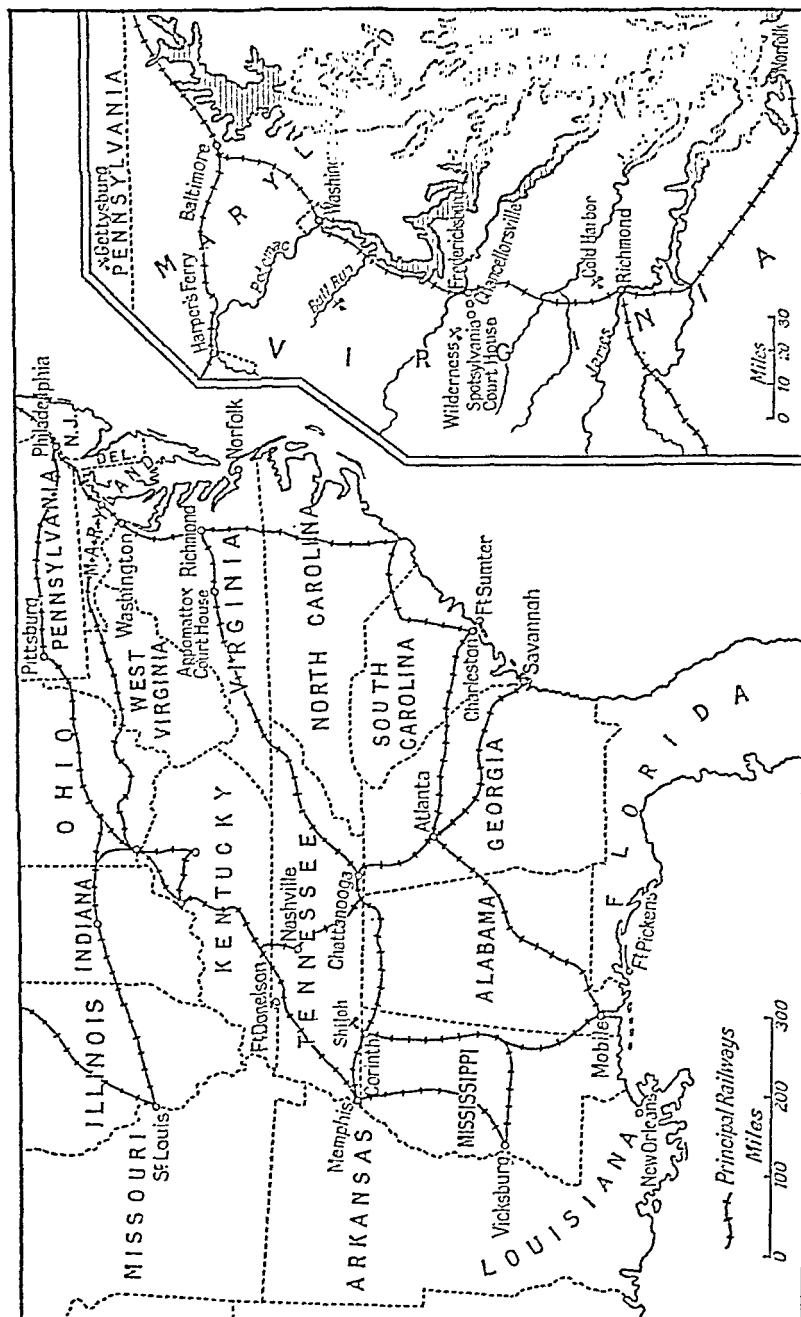 MISSOURI
ILLINOIS
INDIANA
OHIO
PENNSYLVANIA
N.J.
DEL
MARYLAND
WEST
VIRGINIA
VIRGINIA
KENTUCKY
TENNESSEE
NORTH CAROLINA
SOUTH
CAROLINA
ARKANSAS
MISSISSIPPI
ALABAMA
GEORGIA
LOUISIANA
FLORIDA
St. Louis
Pittsburg
Philadelphia
Washington
Norfolk
Richmond
Appomattox
Court House
Ft Donelson
Nashville
Chattanooga
Shiloh
Memphis
Corinth
Atlanta
Charleston
Ft Sumter
Savannah
Vicksburg
Mobile
Ft Pickens
New Orleans
Principal Railways
Miles
0 100 200 300
Gettysburg
PENNSYLVANIA
Harper's Ferry
Baltimore
MARYL D
Potoma
Washin
Bull Run
VIRGINIA
Fredericksburg
Chancellorsville
Wilderness
Spotsylvania
Court House
Cold Harbor
Richmond
James
Norfolk
Miles
0 10 20 30